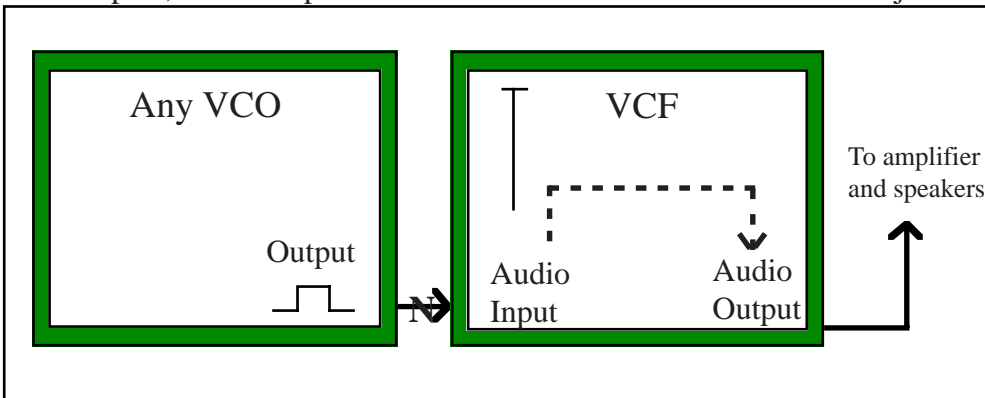 Any VCO
Output
N
VCF
Audio
Input
Audio
Output
To amplifier
and speakers